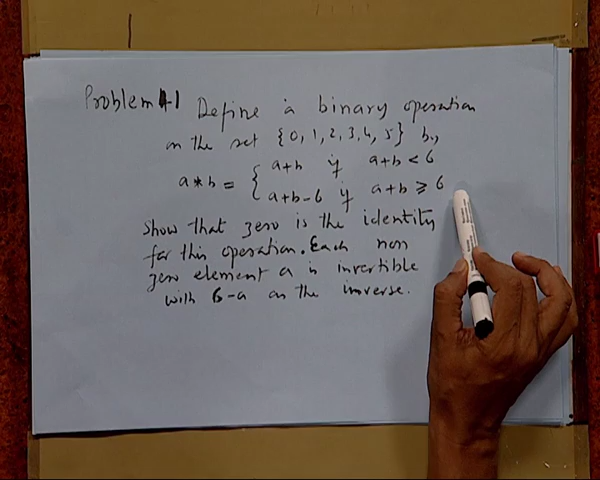 Problem 41 Define a binary operation
on the set {0, 1, 2, 3, 4, 5} by
a * b = { a+b if a+b < 6
a+b-6 if a+b ≥ 6
show that zero is the identity
for this operation. Each non
zero element a is invertible
with 6-a as the inverse.